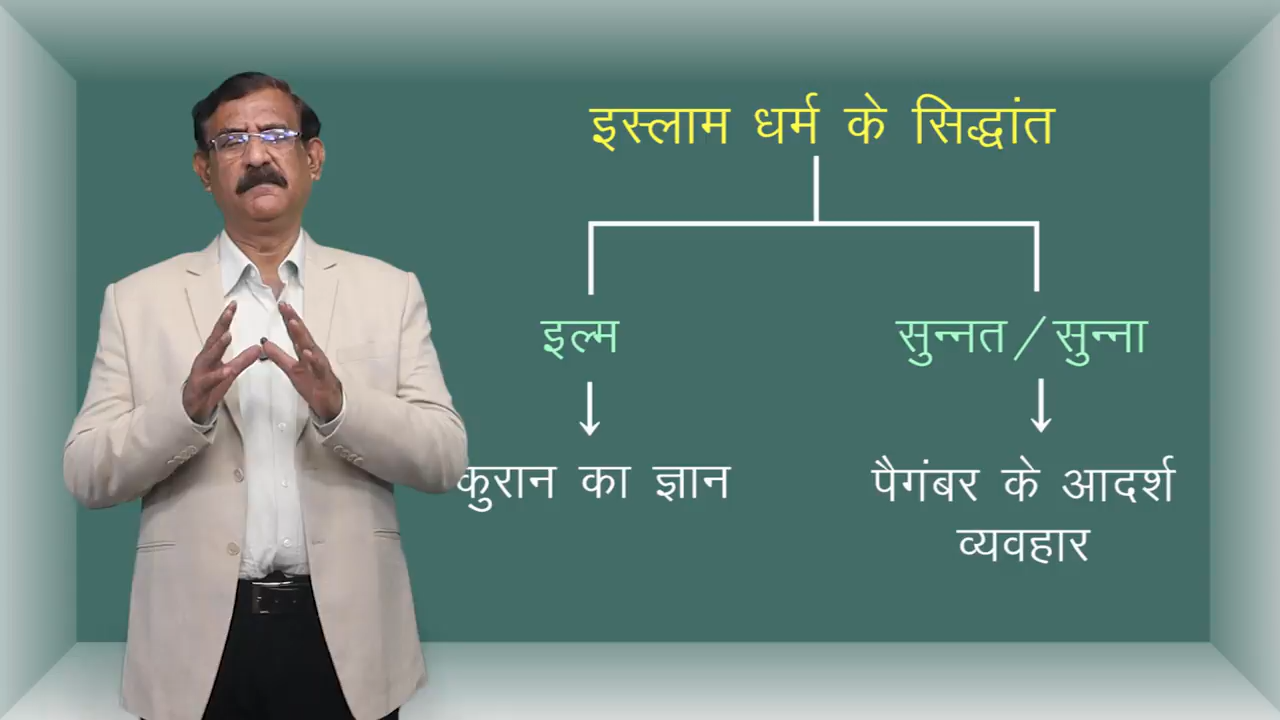 इस्लाम धर्म के सिद्धांत
इल्म
सुन्नत/सुन्ना
कुरान का ज्ञान
पैगंबर के आदर्श
व्यवहार